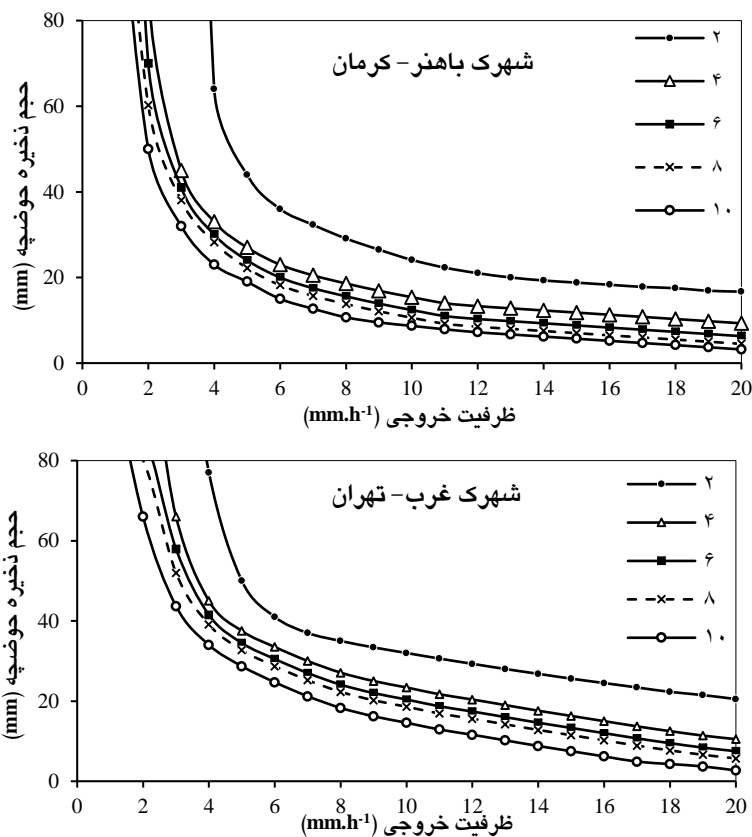 80
60
40
20
0
شهرک باهنر- کرمان
۲
۴
۶
۸
۱۰
حجم ذخیره حوضچه (mm)
0 2 4 6 8 10 12 14 16 18 20
ظرفیت خروجی (mm.h-1)
80
60
40
20
0
شهرک غرب- تهران
۲
۴
۶
۸
۱۰
حجم ذخیره حوضچه (mm)
0 2 4 6 8 10 12 14 16 18 20
ظرفیت خروجی (mm.h-1)